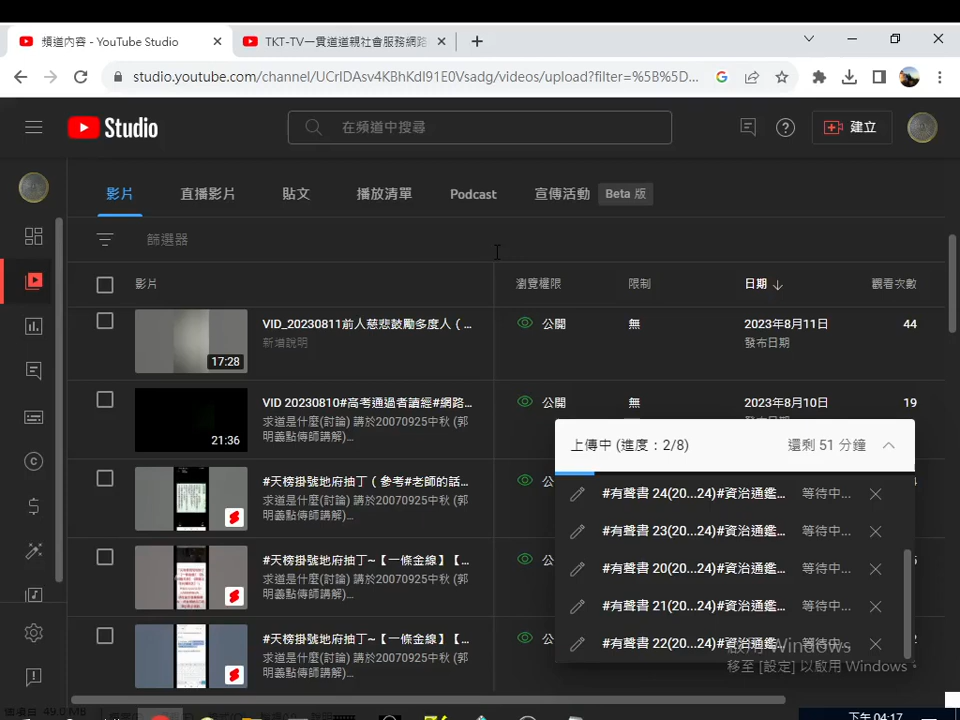 頻道內容 - YouTube Studio
TKT-TV一貫道道親社會服務網路
studio.youtube.com/channel/UCrIDAsv4KBhKdI91E0Vsadg/videos/upload?filter=%5B%5D...
Studio
在頻道中搜尋
建立
影片 直播影片 貼文 播放清單 Podcast 宣傳活動 Beta 版
篩選器
影片 瀏覽權限 限制 日期 觀看次數
VID_20230811前人慈悲鼓勵多度人（... 公開 無 2023年8月11日 44
新增說明 發布日期
17:28
VID 20230810#高考通過者讀經#網路... 公開 無 2023年8月10日 19
求道是什麼(討論) 講於20070925中秋 (郭
明義點傳師講解)...
21:36
#天榜掛號地府抽丁（參考#老師的話...
求道是什麼(討論) 講於20070925中秋 (郭
明義點傳師講解)...
#天榜掛號地府抽丁~【一條金線】【...
求道是什麼(討論) 講於20070925中秋 (郭
明義點傳師講解)...
#天榜掛號地府抽丁~【一條金線】【...
求道是什麼(討論) 講於20070925中秋 (郭
明義點傳師講解)...
上傳中 (進度：2/8) 還剩 51 分鐘
#有聲書 24(20...24)#資治通鑑... 等待中...
#有聲書 23(20...24)#資治通鑑... 等待中...
#有聲書 20(20...24)#資治通鑑... 等待中...
#有聲書 21(20...24)#資治通鑑... 等待中...
#有聲書 22(20...24)#資治通鑑... 等待中...
啟用 Windows
移至 [設定] 以啟用 Windows。
下午 04:17